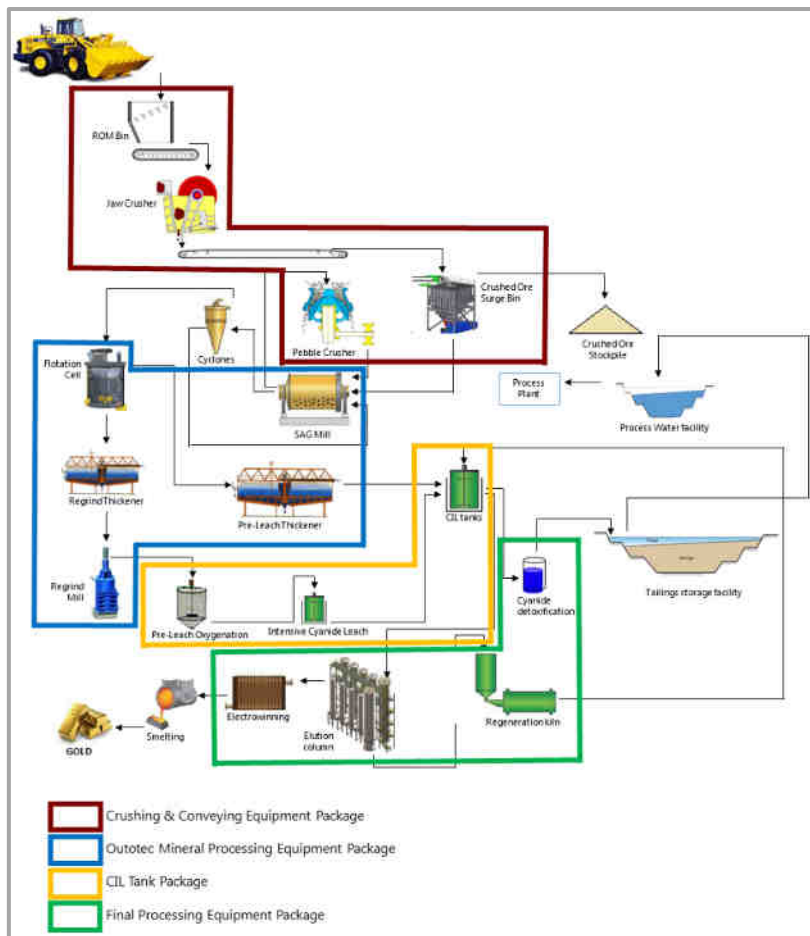 ROM Bin
Jaw Crusher
Crushed Ore
Surge Bin
Cyclones
Pebble Crusher
Crushed Ore
Stockpile
Flotation
Cell
Process
Plant
Process Water facility
SAG Mill
Regrind Thickener
Pre-Leach Thickener
CIL tanks
Regrind
Mill
Cyanide
detoxification
Tailings storage facility
Pre-Leach Oxygenation
Intensive Cyanide Leach
Electrowinning
Regeneration kiln
Smelting
Elution
column
GOLD
Crushing & Conveying Equipment Package
Outotec Mineral Processing Equipment Package
CIL Tank Package
Final Processing Equipment Package